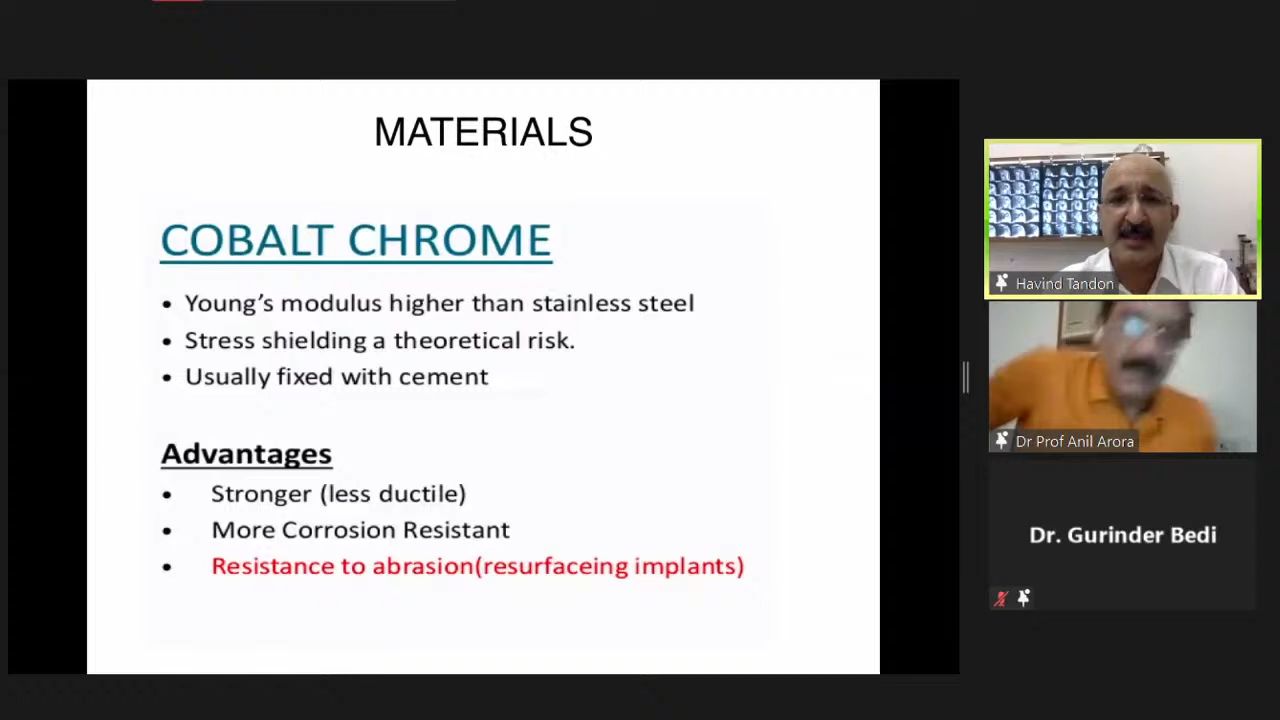 MATERIALS
COBALT CHROME
• Young's modulus higher than stainless steel
• Stress shielding a theoretical risk.
• Usually fixed with cement
Advantages
• Stronger (less ductile)
• More Corrosion Resistant
• Resistance to abrasion(resurfaceing implants)
Havind Tandon
Dr Prof Anil Arora
Dr. Gurinder Bedi